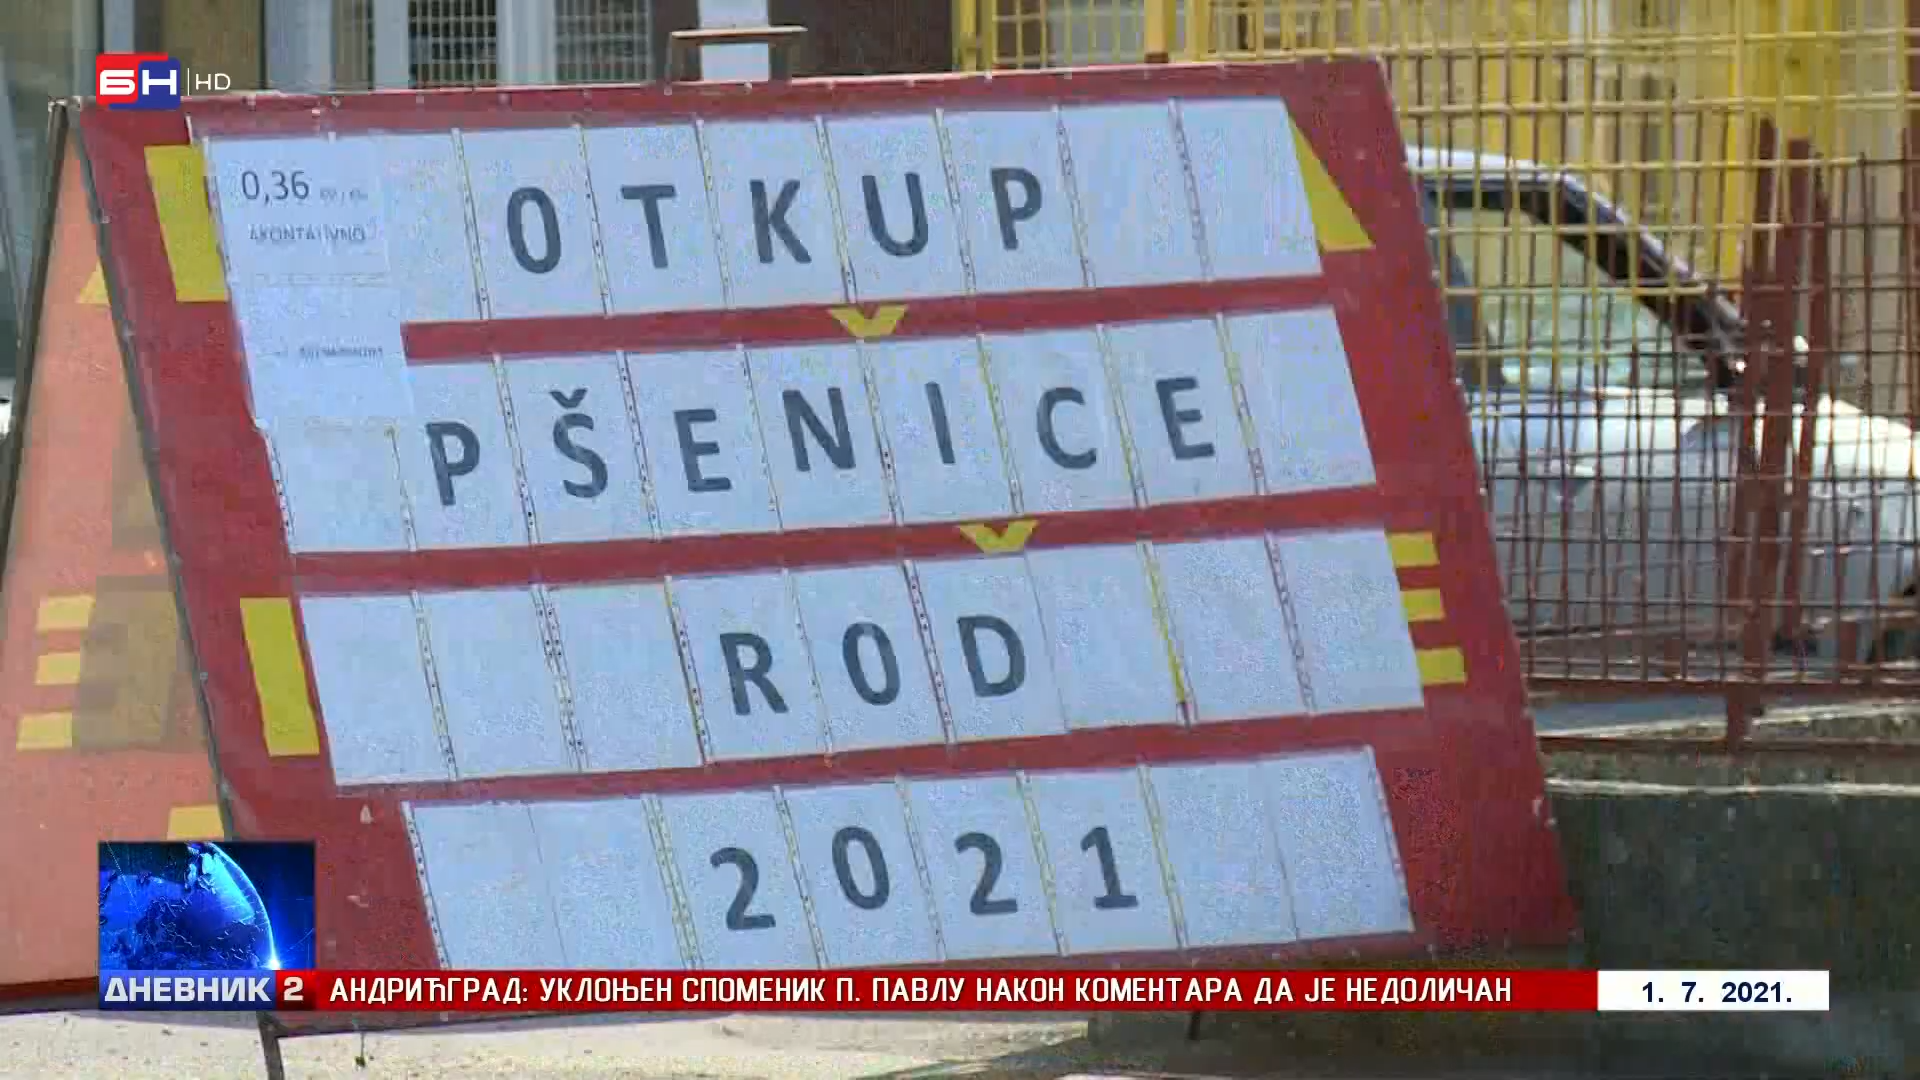 БН HD
0,36
AKONTATIVNO
OTKUP
PŠENICE
ROD
2021
ДНЕВНИК 2
АНДРИЋГРАД: УКЛОЊЕН СПОМЕНИК П. ПАВЛУ НАКОН КОМЕНТАРА ДА ЈЕ НЕДОЛИЧАН
1. 7. 2021.